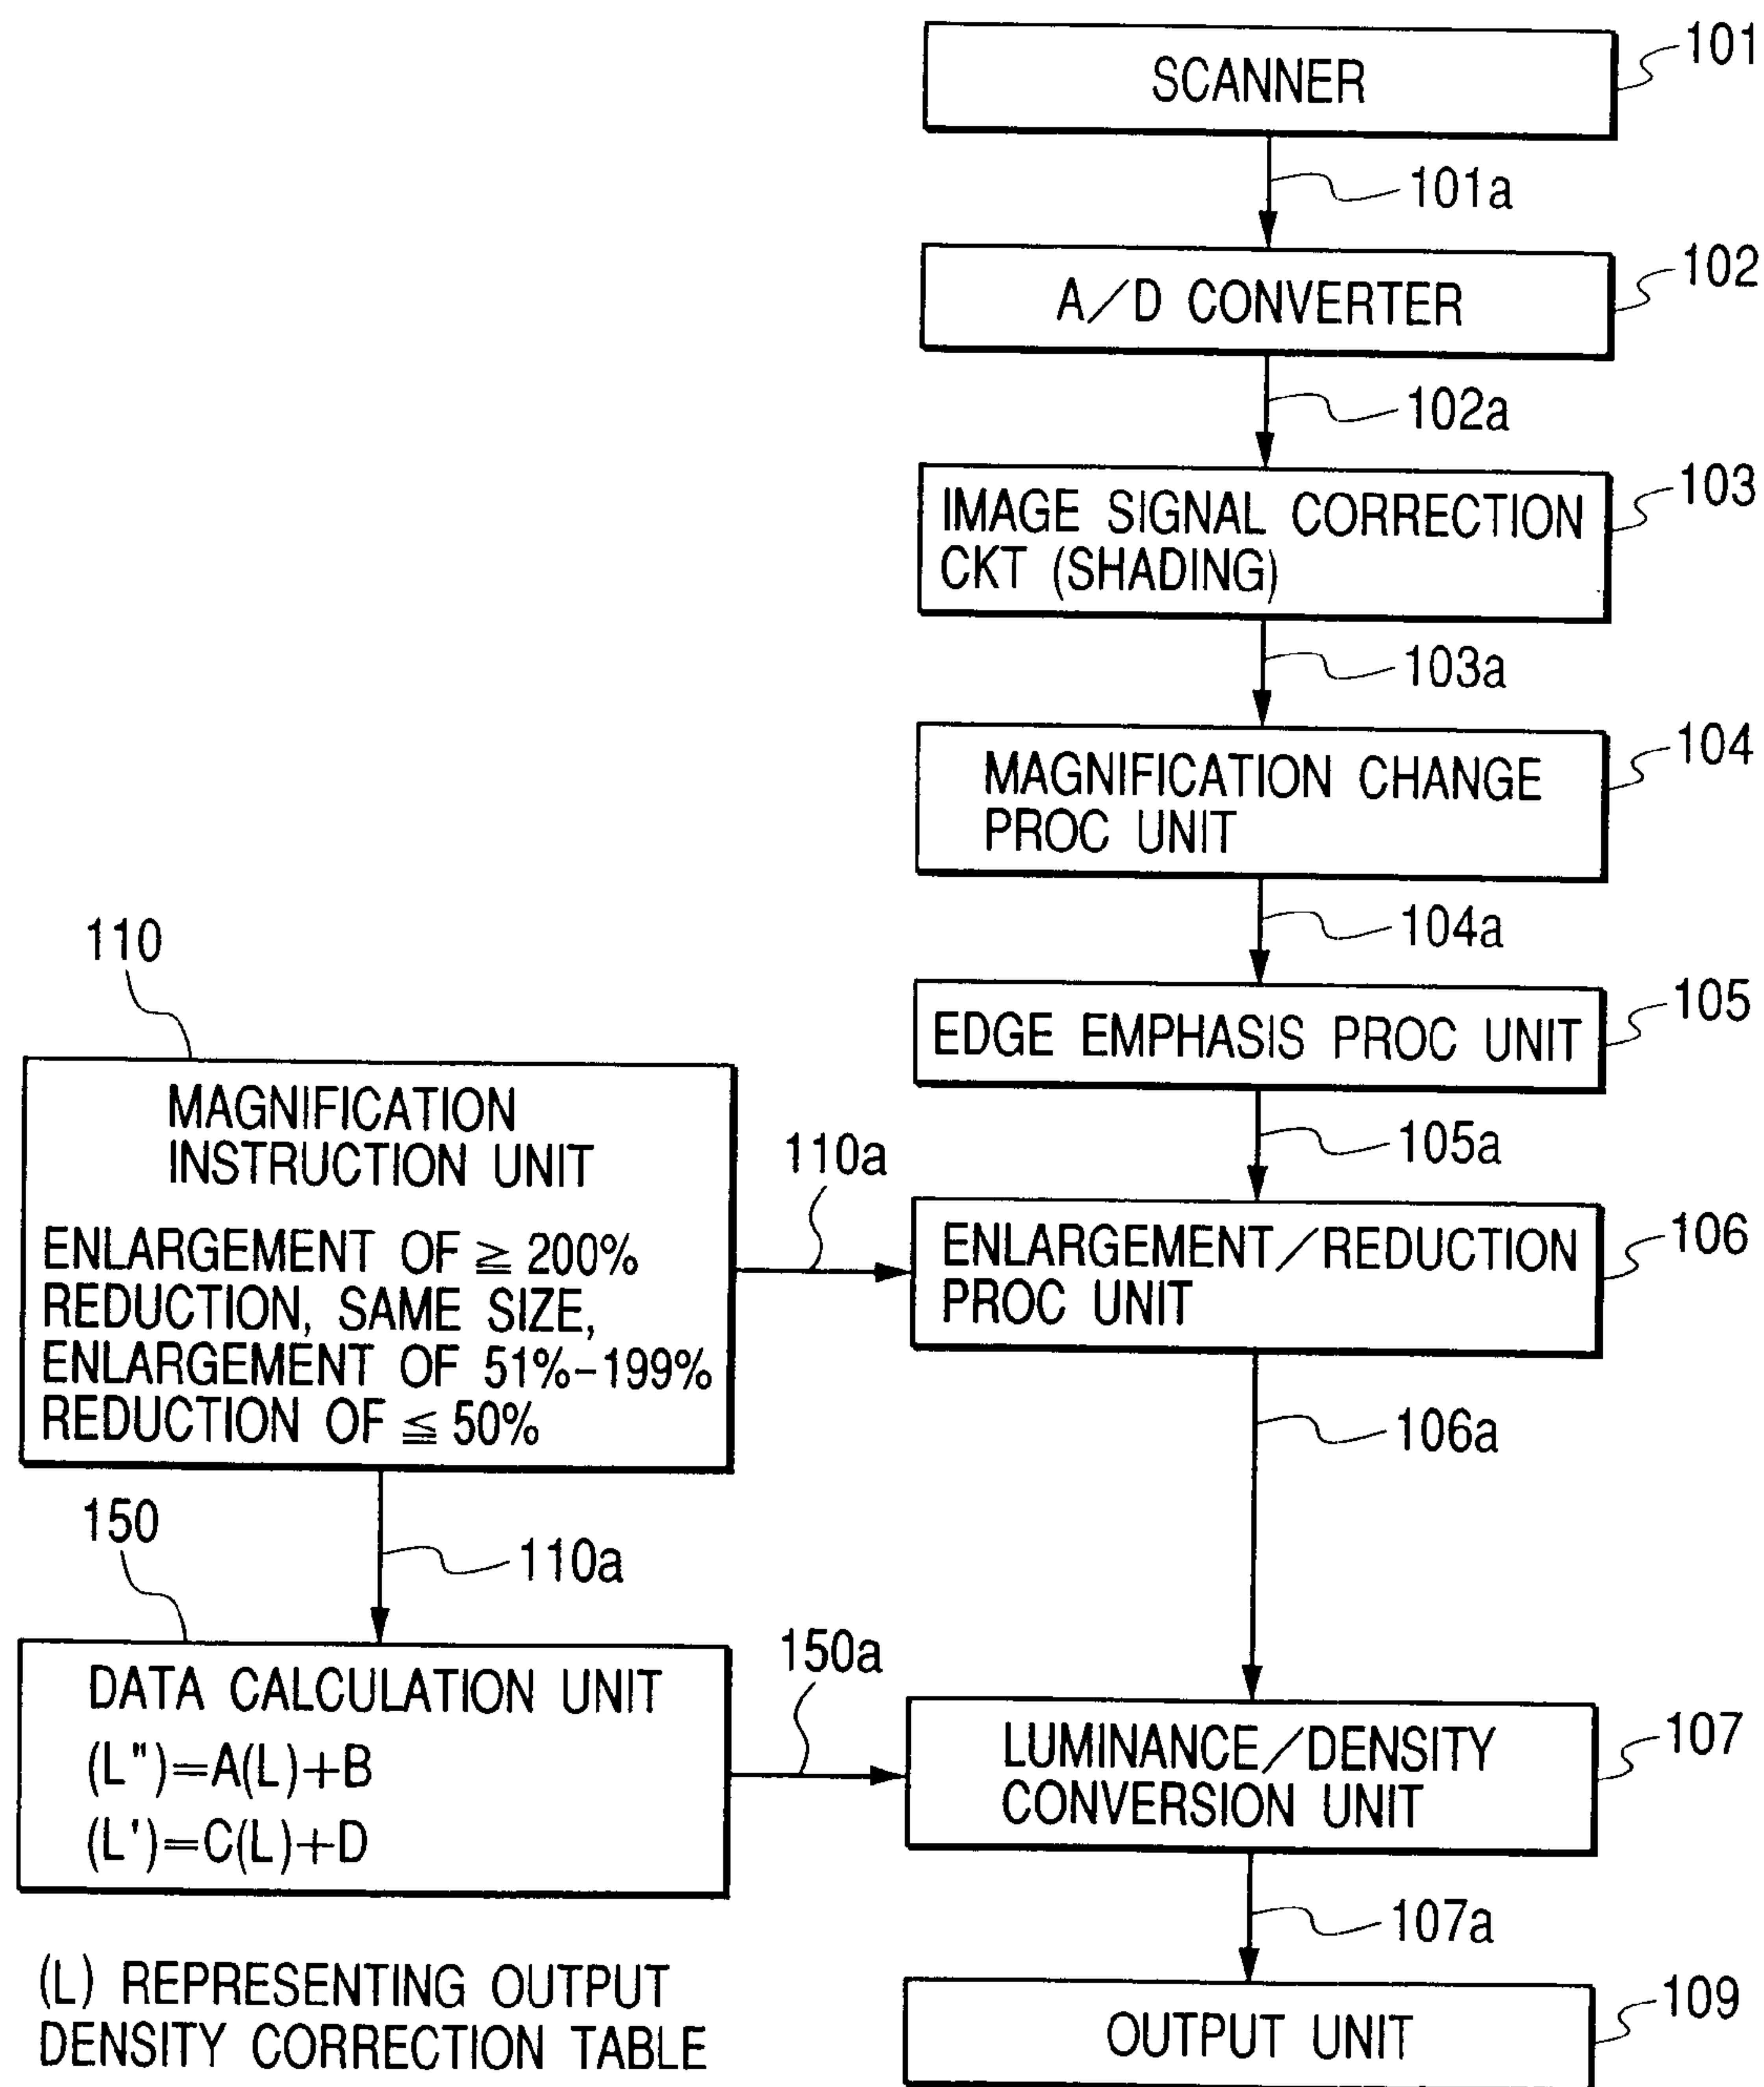 SCANNER
101
101a
A/D CONVERTER
102
102a
IMAGE SIGNAL CORRECTION
CKT (SHADING)
103
103a
MAGNIFICATION CHANGE
PROC UNIT
104
104a
EDGE EMPHASIS PROC UNIT
105
105a
110
MAGNIFICATION
INSTRUCTION UNIT
ENLARGEMENT OF ≧ 200%
REDUCTION, SAME SIZE,
ENLARGEMENT OF 51%-199%
REDUCTION OF ≦ 50%
110a
ENLARGEMENT/REDUCTION
PROC UNIT
106
106a
110a
150
DATA CALCULATION UNIT
(L")=A(L)+B
(L')=C(L)+D
150a
LUMINANCE/DENSITY
CONVERSION UNIT
107
107a
(L) REPRESENTING OUTPUT
DENSITY CORRECTION TABLE
OUTPUT UNIT
109